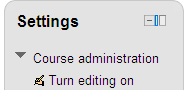 Settings
Course administration
Turn editing on